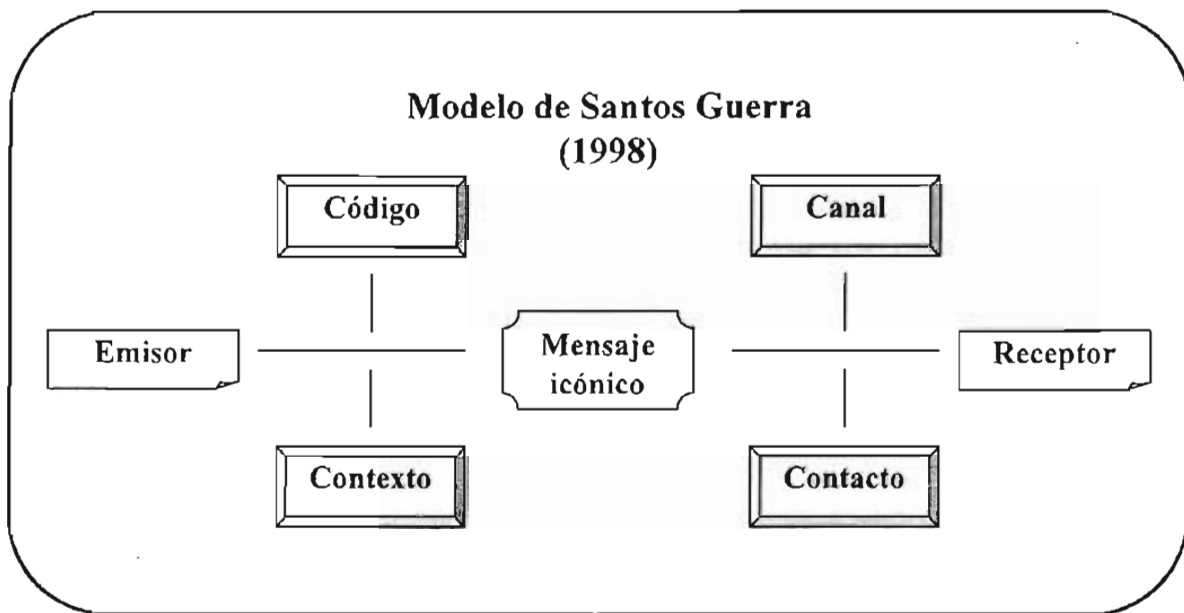 Modelo de Santos Guerra
(1998)
Código
Canal
Emisor
Mensaje
icónico
Receptor
Contexto
Contacto